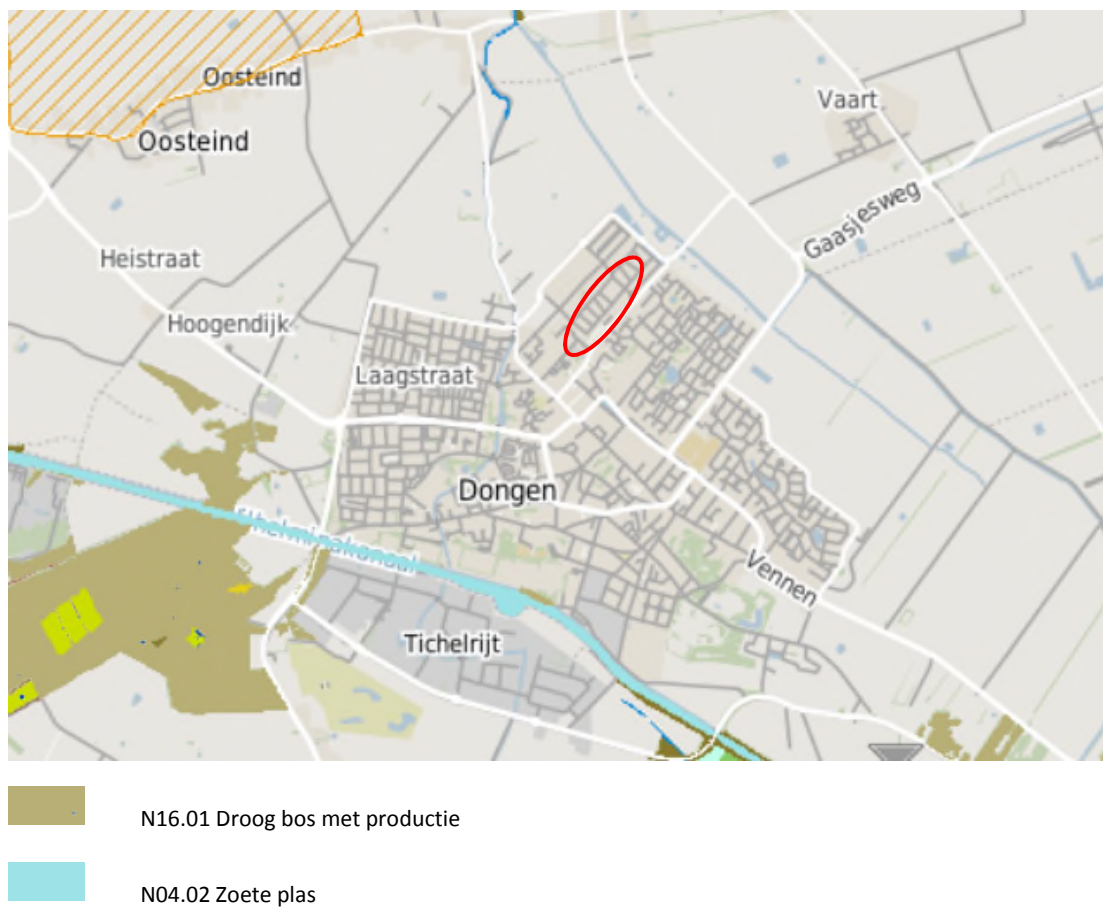 Oosteind
Oosteind
Vaart
Gaasjesweg
Heistraat
Hoogendijk
Laagstraat
Dongen
Vennen
Tichelrijt
N16.01 Droog bos met productie
N04.02 Zoete plas